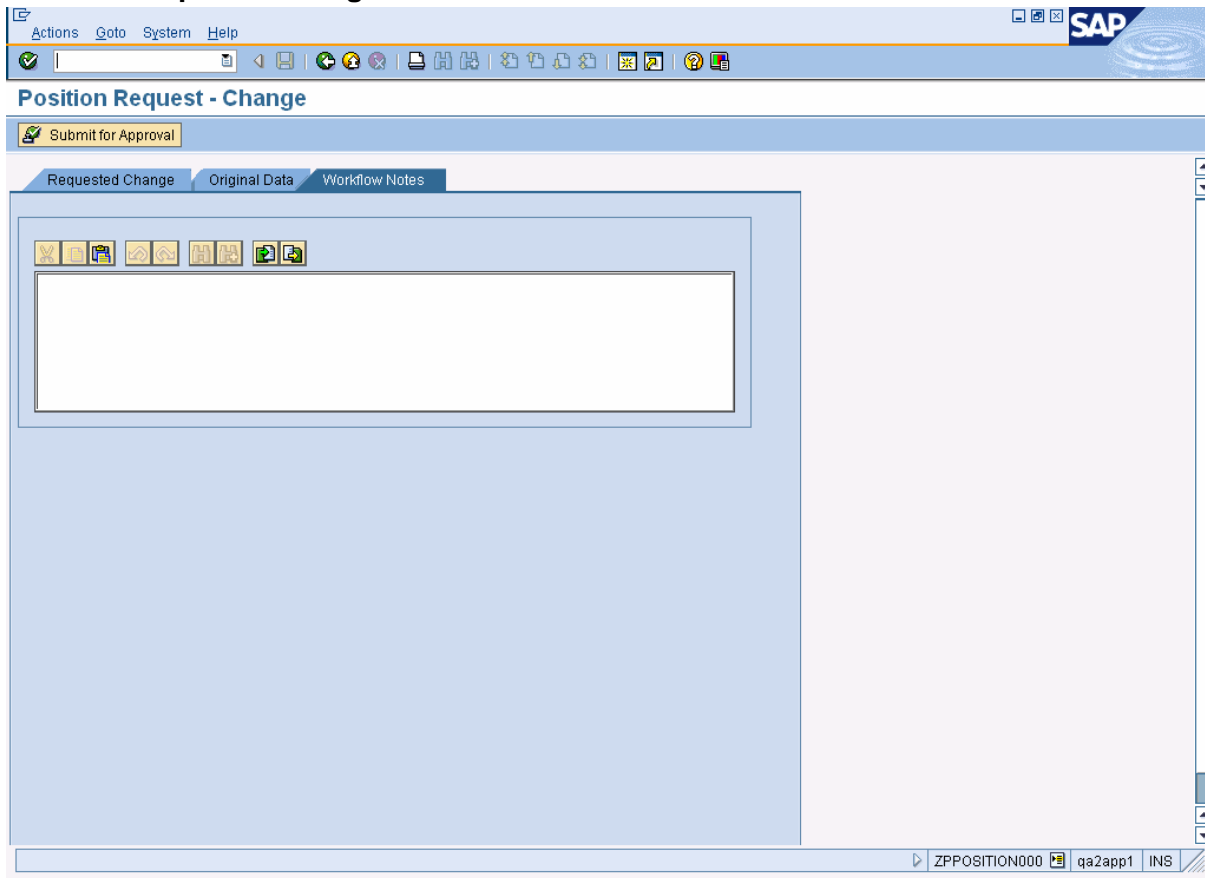 Actions Goto System Help
SAP
Position Request - Change
Submit for Approval
Requested Change Original Data Workflow Notes
ZPPOSITION000 qa2app1 INS